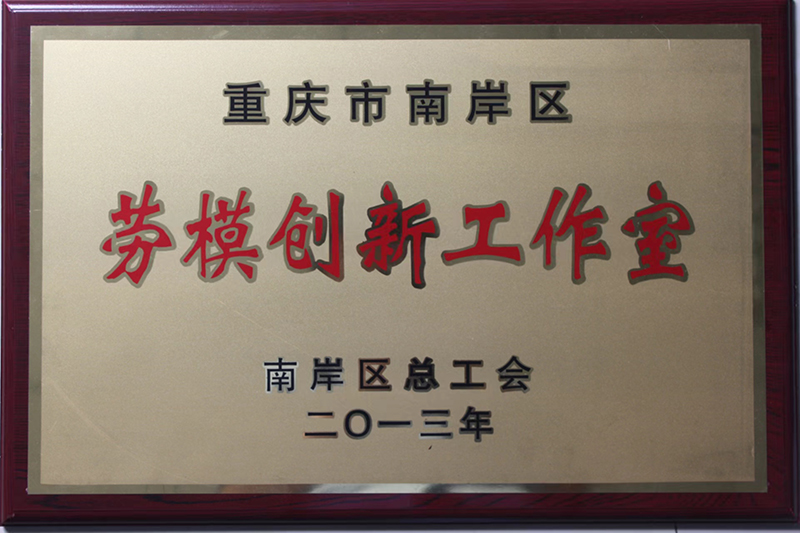 重庆市南岸区
劳模创新工作室
南岸区总工会
二〇一三年